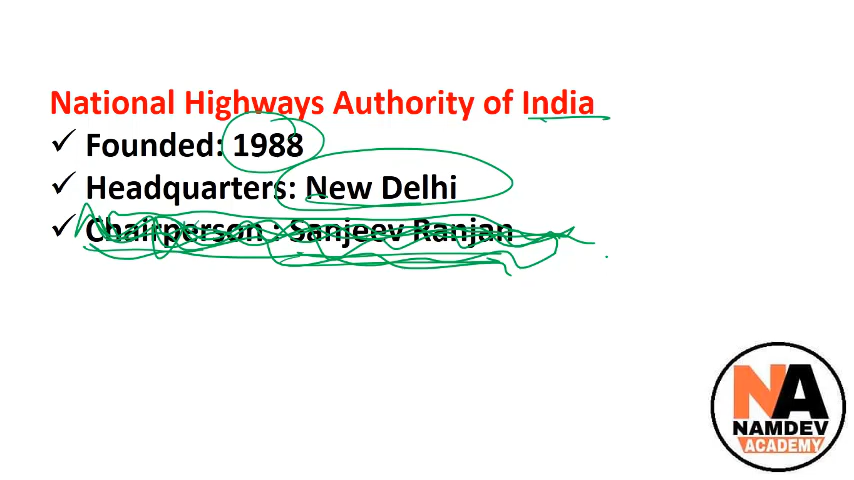 National Highways Authority of India
✓ Founded: 1988
✓ Headquarters: New Delhi
✓ Chairperson : Sanjeev Ranjan
NA
NAMDEV
ACADEMY